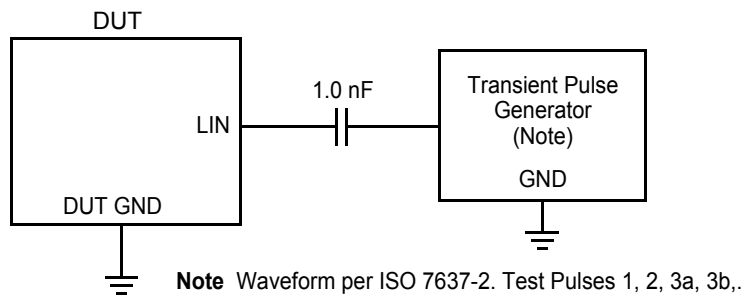 DUT
1.0 nF
Transient Pulse
Generator
(Note)
LIN
GND
DUT GND
Note Waveform per ISO 7637-2. Test Pulses 1, 2, 3a, 3b,.